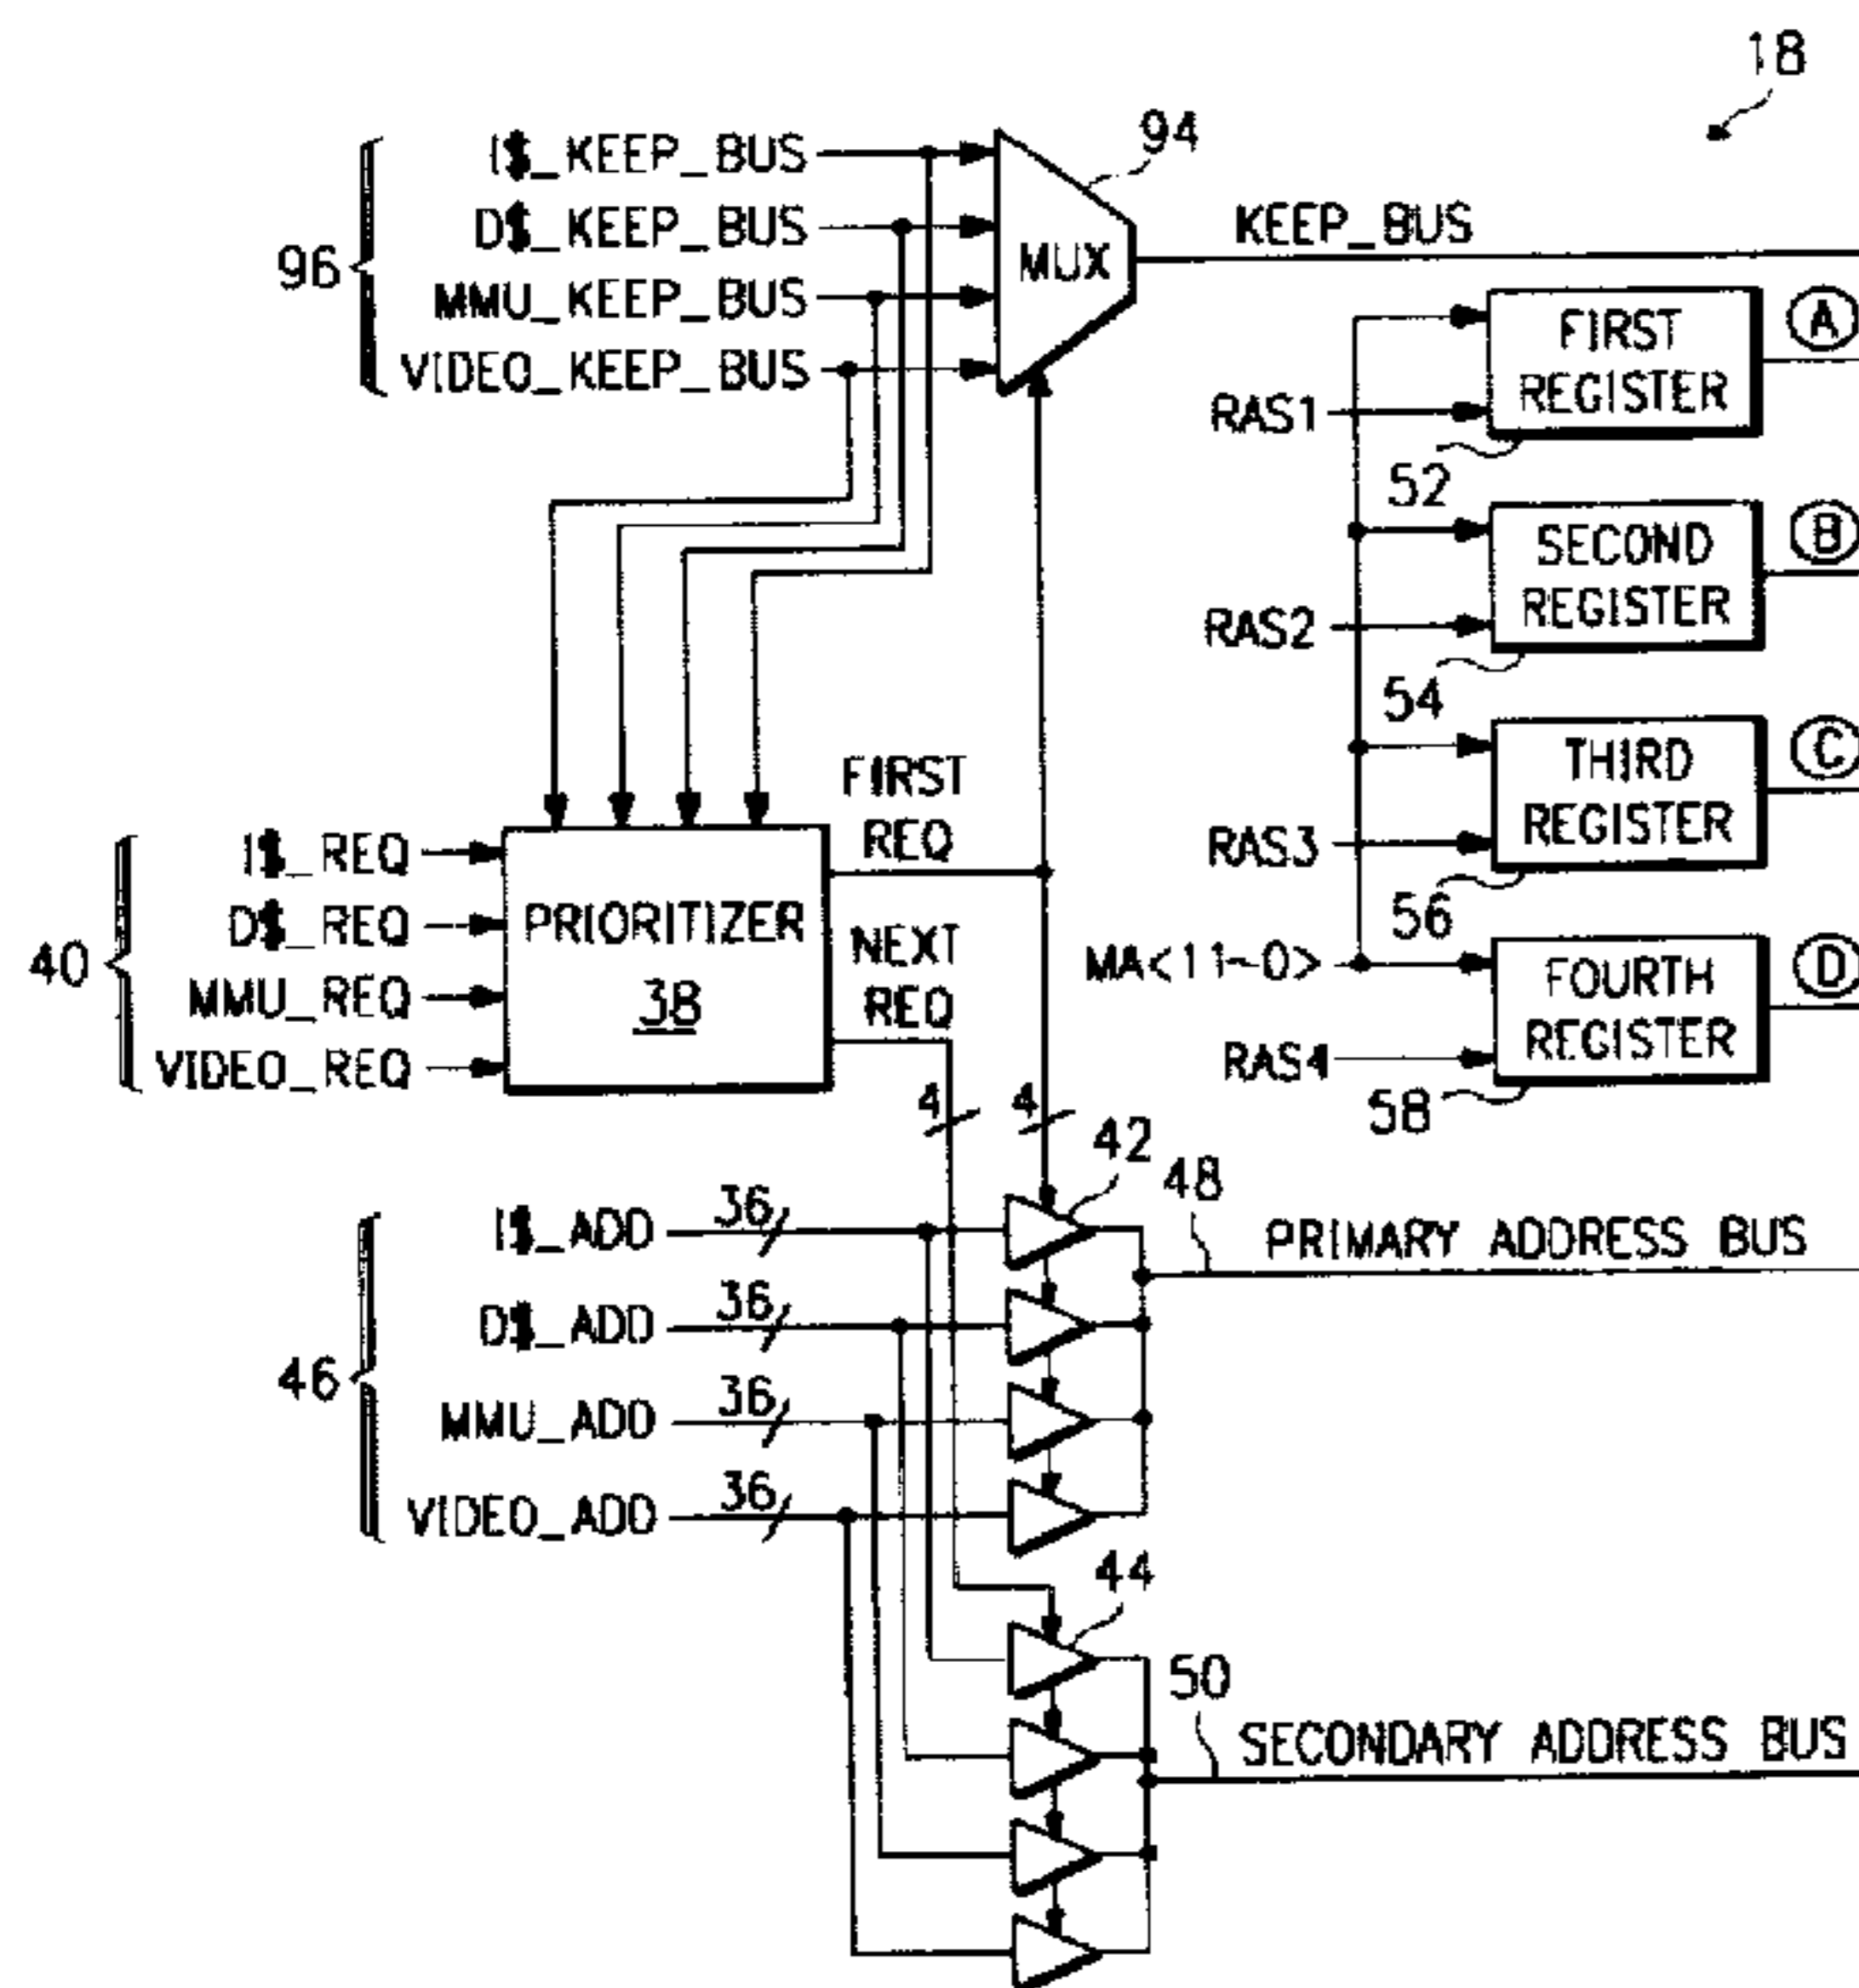 18
94
96
I$_KEEP_BUS
D$_KEEP_BUS
MMU_KEEP_BUS
VIDEO_KEEP_BUS
MUX
KEEP_BUS
FIRST
REGISTER
A
RAS1
52
SECOND
REGISTER
B
RAS2
54
THIRD
REGISTER
C
RAS3
56
MA<11-0>
FOURTH
REGISTER
D
RAS4
58
40
I$_REQ
D$_REQ
MMU_REQ
VIDEO_REQ
PRIORITIZER
38
FIRST
REQ
NEXT
REQ
4
4
42
48
46
I$_ADD
36
D$_ADD
36
MMU_ADD
36
VIDEO_ADD
36
PRIMARY ADDRESS BUS
44
50
SECONDARY ADDRESS BUS